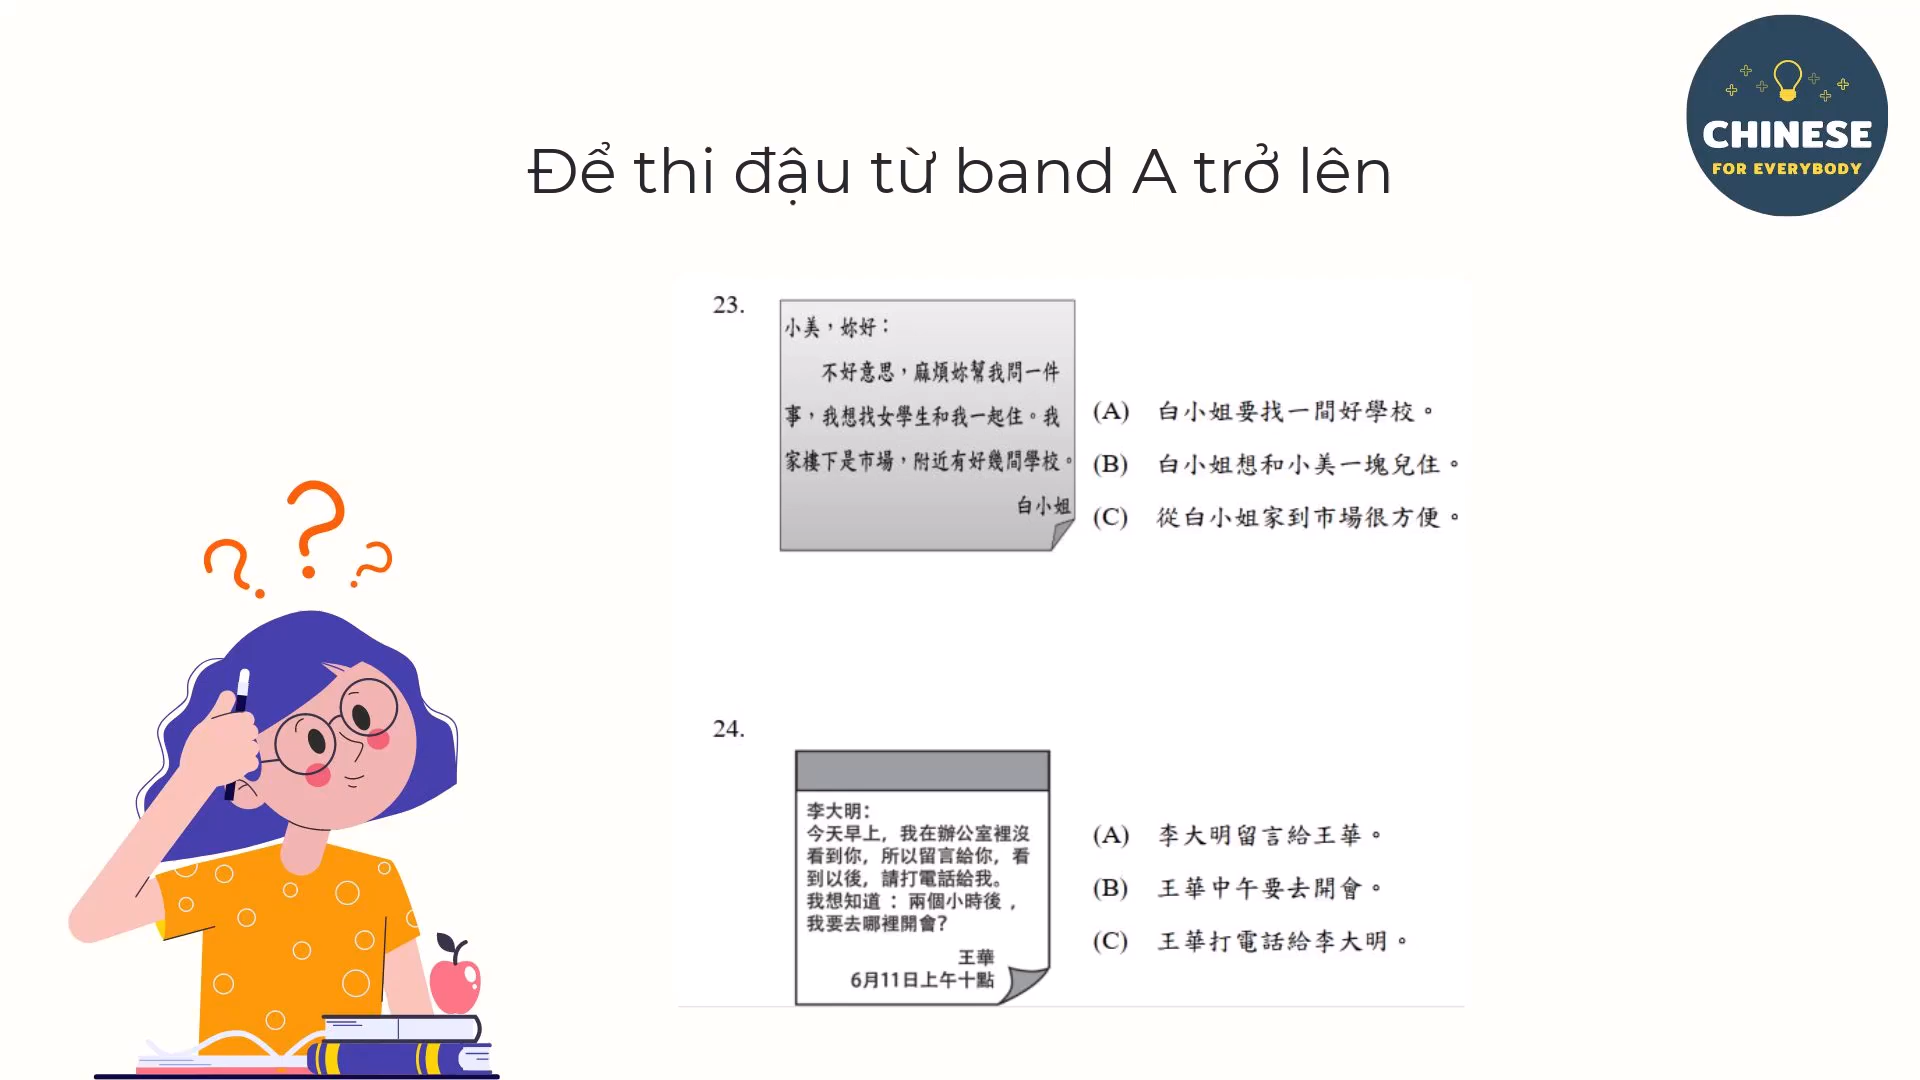 CHINESE
FOR EVERYBODY
Để thi đậu từ band A trở lên
23.
小美，妳好：
不好意思，麻煩妳幫我問一件
事，我想找女學生和我一起住。我
家樓下是市場，附近有好幾間學校。
白小姐
(A) 白小姐要找一間好學校。
(B) 白小姐想和小美一塊兒住。
(C) 從白小姐家到市場很方便。
24.
李大明：
今天早上，我在辦公室裡沒
看到你，所以留言給你，看
到以後，請打電話給我。
我想知道：兩個小時後，
我要去哪裡開會？
王華
6月11日上午十點
(A) 李大明留言給王華。
(B) 王華中午要去開會。
(C) 王華打電話給李大明。